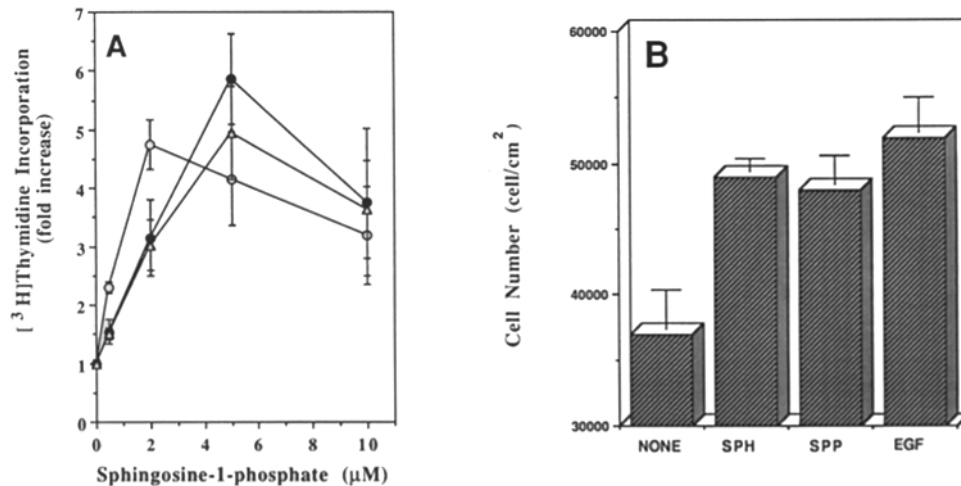 A
[³H]Thymidine Incorporation
(fold increase)
7
6
5
4
3
2
1
0
0 2 4 6 8 10
Sphingosine-1-phosphate (μM)
B
Cell Number (cell/cm²)
60000
50000
40000
30000
NONE SPH SPP EGF